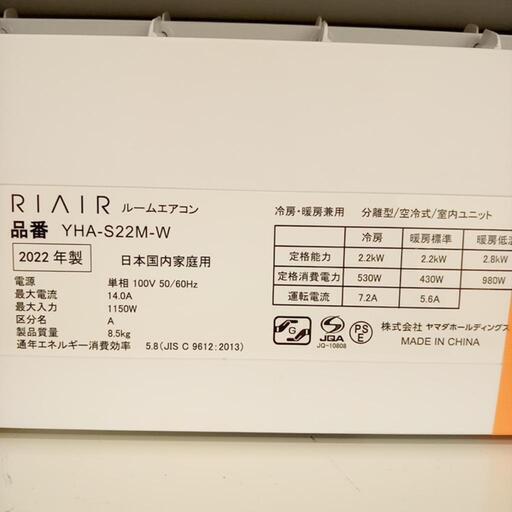 RIAIR ルームエアコン
品番 YHA-S22M-W
2022 年製 日本国内家庭用
電源 単相 100V 50/60Hz
最大電流 14.0A
最大入力 1150W
区分名 A
製品質量 8.5kg
通年エネルギー消費効率 5.8 (JIS C 9612:2013)
冷房・暖房兼用 分離型/空冷式/室内ユニット
冷房 暖房標準 暖房低温
定格能力 2.2kW 2.2kW 2.8kW
定格消費電力 530W 430W 980W
運転電流 7.2A 5.6A
G
JQA
JQ-10808
PS
E
株式会社 ヤマダホールディングス
MADE IN CHINA